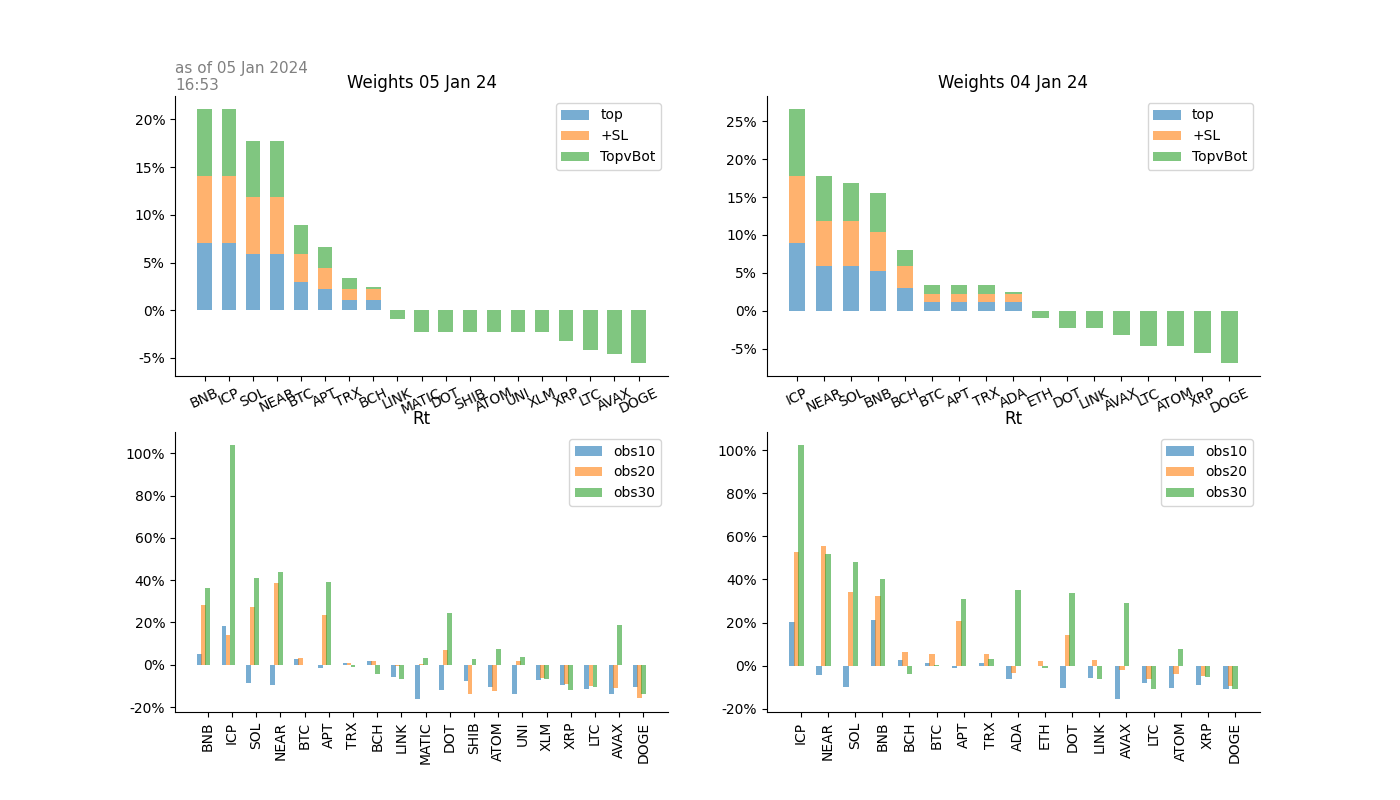 as of 05 Jan 2024
16:53
Weights 05 Jan 24
20%
15%
10%
5%
0%
-5%
top
+SL
TopvBot
BNB ICP SOL NEAR BTC APT TRX BCH LINK MATIC DOT SHIB ATOM UNI XLM XRP LTC AVAX DOGE
Weights 04 Jan 24
25%
20%
15%
10%
5%
0%
-5%
top
+SL
TopvBot
ICP NEAR SOL BNB BCH BTC APT TRX ADA ETH DOT LINK AVAX LTC ATOM XRP DOGE
Rt
100%
80%
60%
40%
20%
0%
-20%
obs10
obs20
obs30
BNB ICP SOL NEAR BTC APT TRX BCH LINK MATIC DOT SHIB ATOM UNI XLM XRP LTC AVAX DOGE
Rt
100%
80%
60%
40%
20%
0%
-20%
obs10
obs20
obs30
ICP NEAR SOL BNB BCH BTC APT TRX ADA ETH DOT LINK AVAX LTC ATOM XRP DOGE